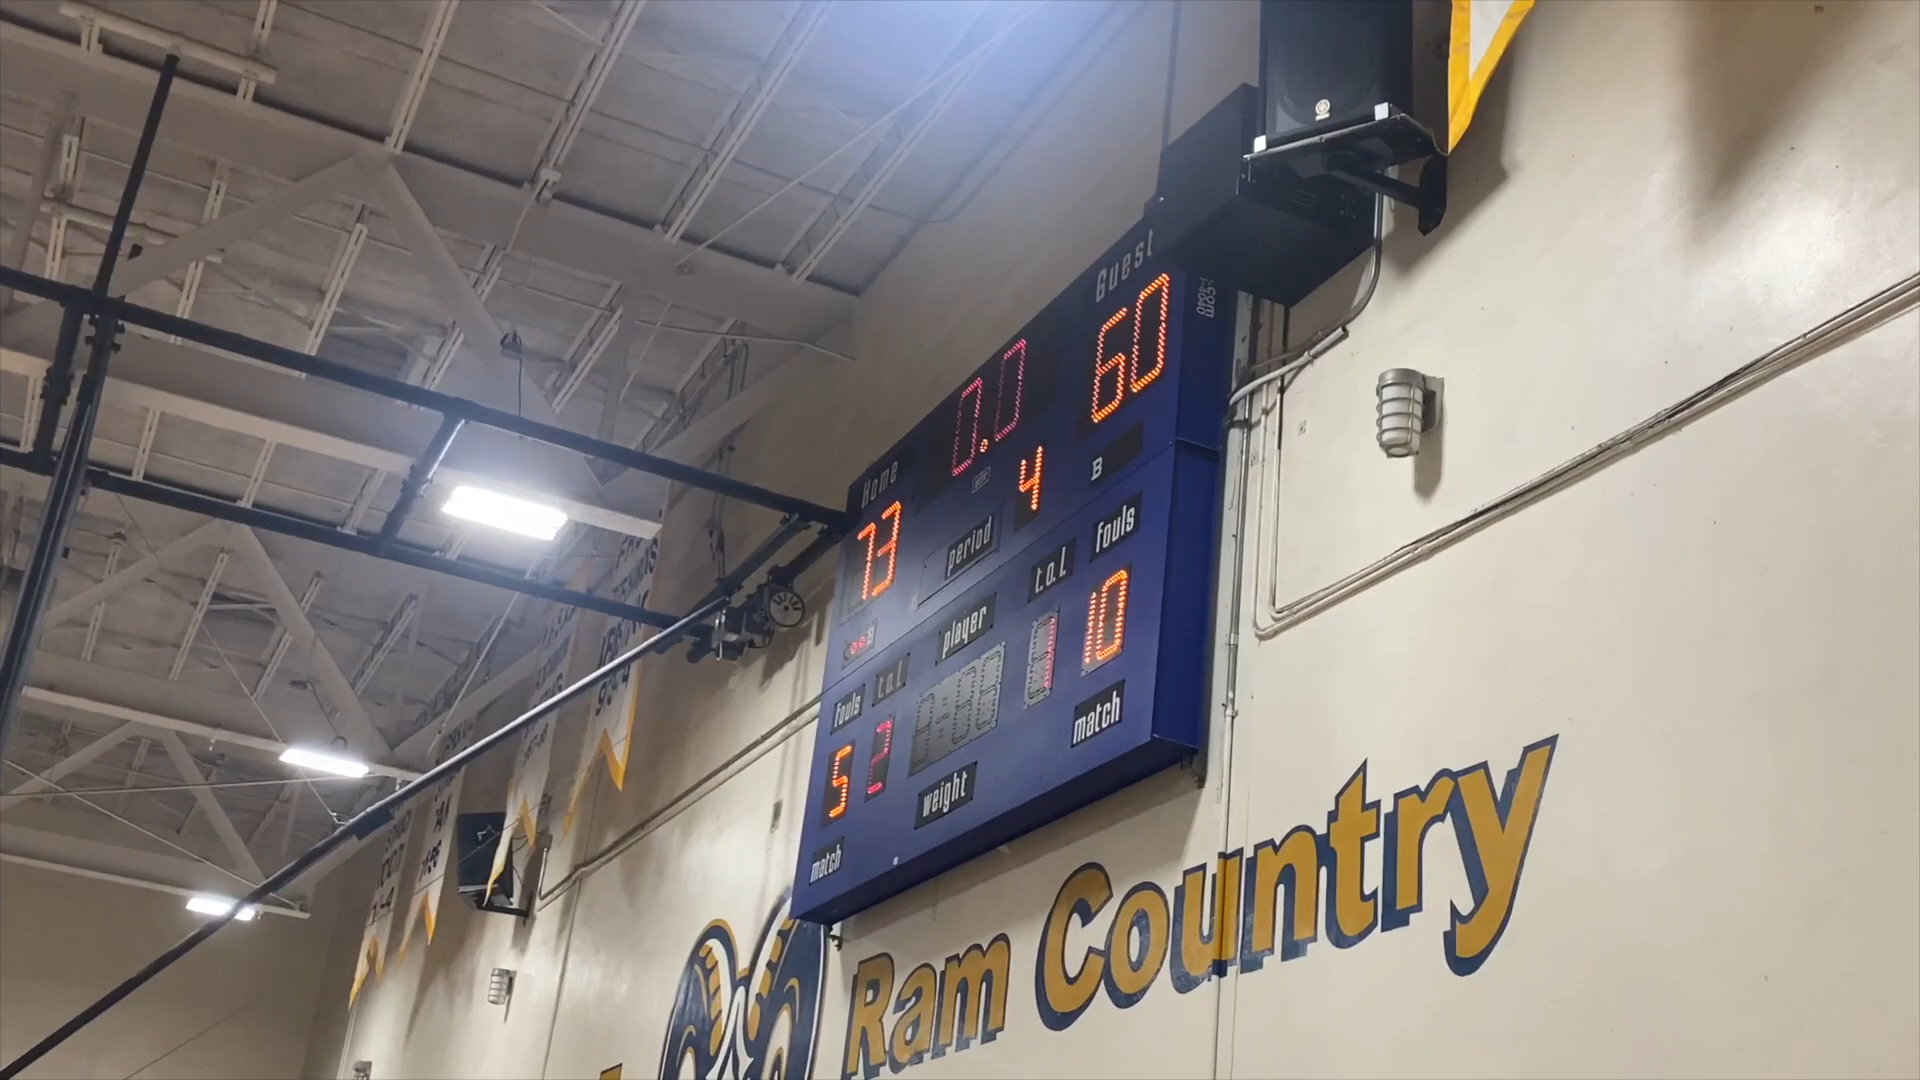 Guest
60
0.0
Home
73
4
B
period
fouls
t.o.l.
10
player
B
fouls
t.o.l.
5
2
1
match
weight
match
Ram Country